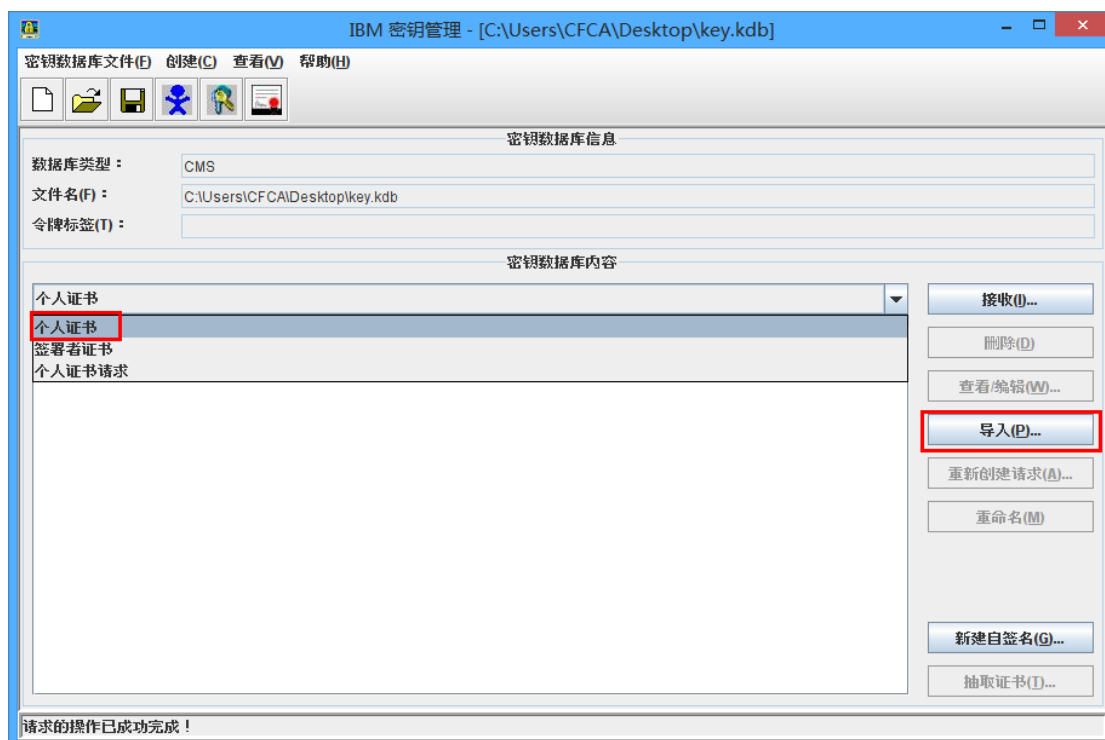 IBM 密钥管理 - [C:\Users\CFCA\Desktop\key.kdb]
密钥数据库文件(F) 创建(C) 查看(V) 帮助(H)
密钥数据库信息
数据库类型：
CMS
文件名(F)：
C:\Users\CFCA\Desktop\key.kdb
令牌标签(T)：
密钥数据库内容
个人证书
个人证书
签署者证书
个人证书请求
接收(I)...
删除(D)
查看/编辑(W)...
导入(P)...
重新创建请求(A)...
重命名(M)
新建自签名(G)...
抽取证书(T)...
请求的操作已成功完成！